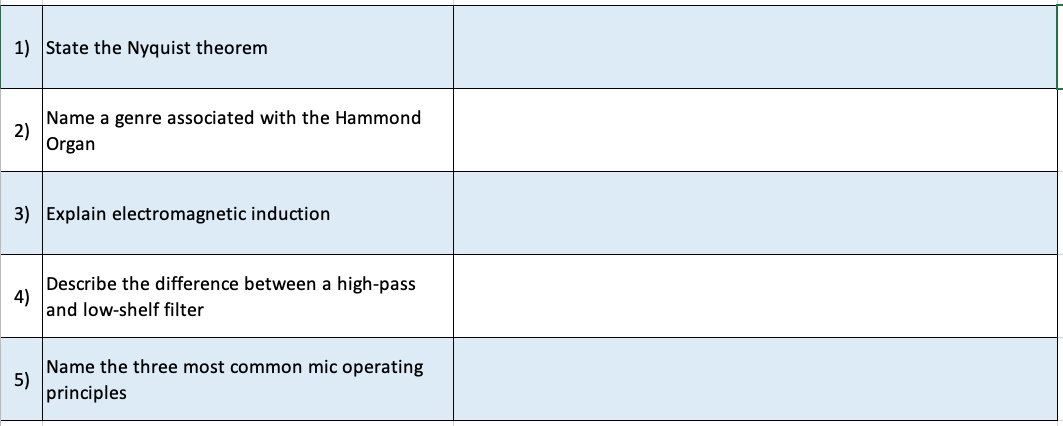 1) State the Nyquist theorem
2) Name a genre associated with the Hammond
Organ
3) Explain electromagnetic induction
4) Describe the difference between a high-pass
and low-shelf filter
5) Name the three most common mic operating
principles